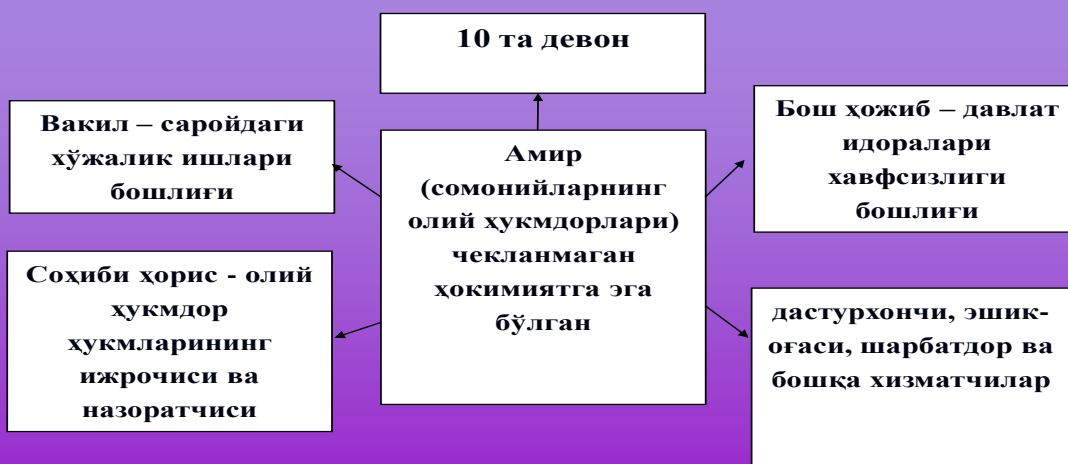 10 та девон
Вакил – саройдаги
хўжалик ишлари
бошлиғи
Бош ҳожиб – давлат
идоралари
хавфсизлиги
бошлиғи
Амир
(сомонийларнинг
олий ҳукмдорлари)
чекланмаган
ҳокимиятга эга
бўлган
Соҳиби ҳорис - олий
ҳукмдор
ҳукмларининг
ижрочиси ва
назоратчиси
дастурхончи, эшик-
оғаси, шарбатдор ва
бошқа хизматчилар